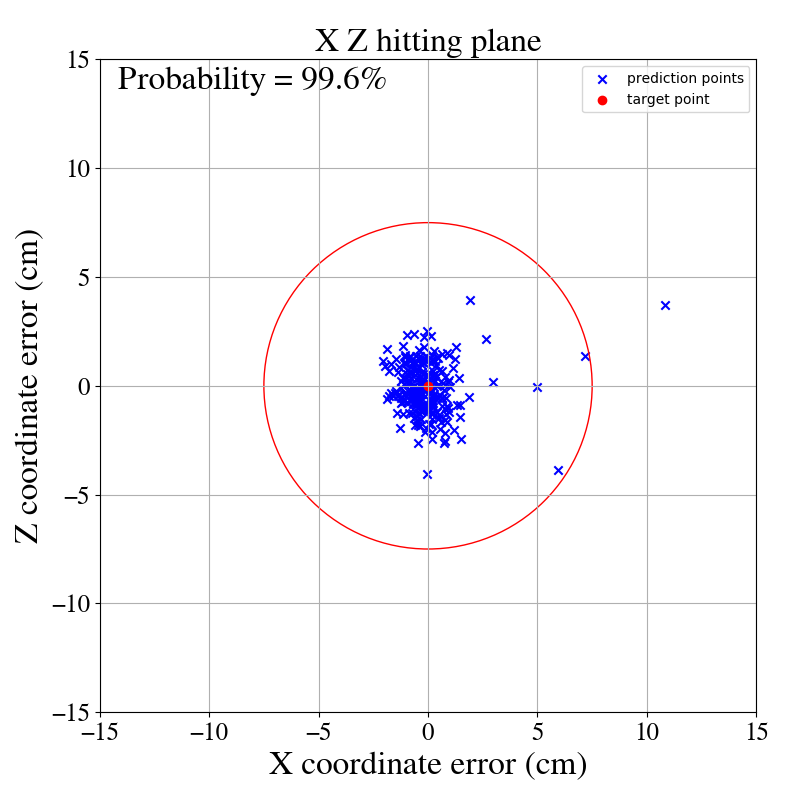 X Z hitting plane
Probability = 99.6%
prediction points
target point
Z coordinate error (cm)
15
10
5
0
−5
−10
−15
−15 −10 −5 0 5 10 15
X coordinate error (cm)